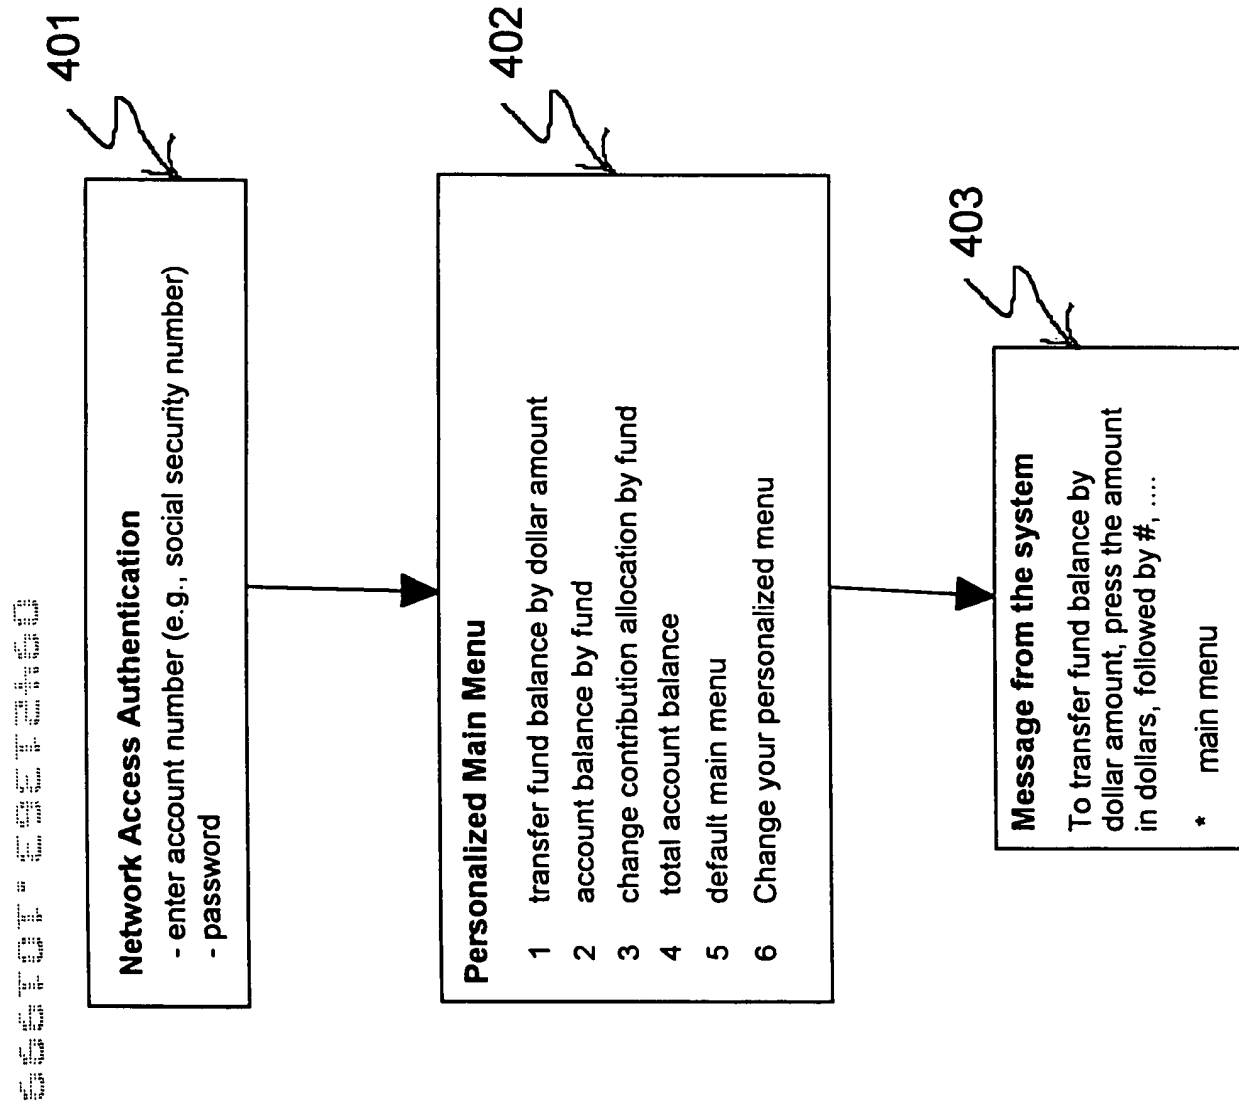 401
Network Access Authentication
- enter account number (e.g., social security number)
- password
402
Personalized Main Menu
1 transfer fund balance by dollar amount
2 account balance by fund
3 change contribution allocation by fund
4 total account balance
5 default main menu
6 Change your personalized menu
403
Message from the system
To transfer fund balance by
dollar amount, press the amount
in dollars, followed by #, ....
* main menu